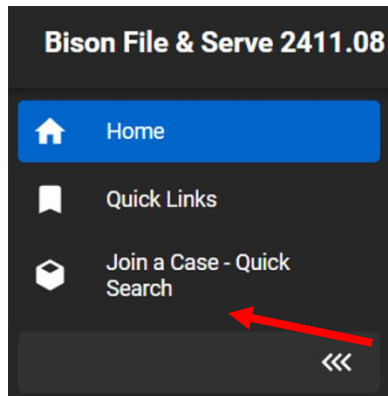 Bison File & Serve 2411.08
Home
Quick Links
Join a Case - Quick
Search